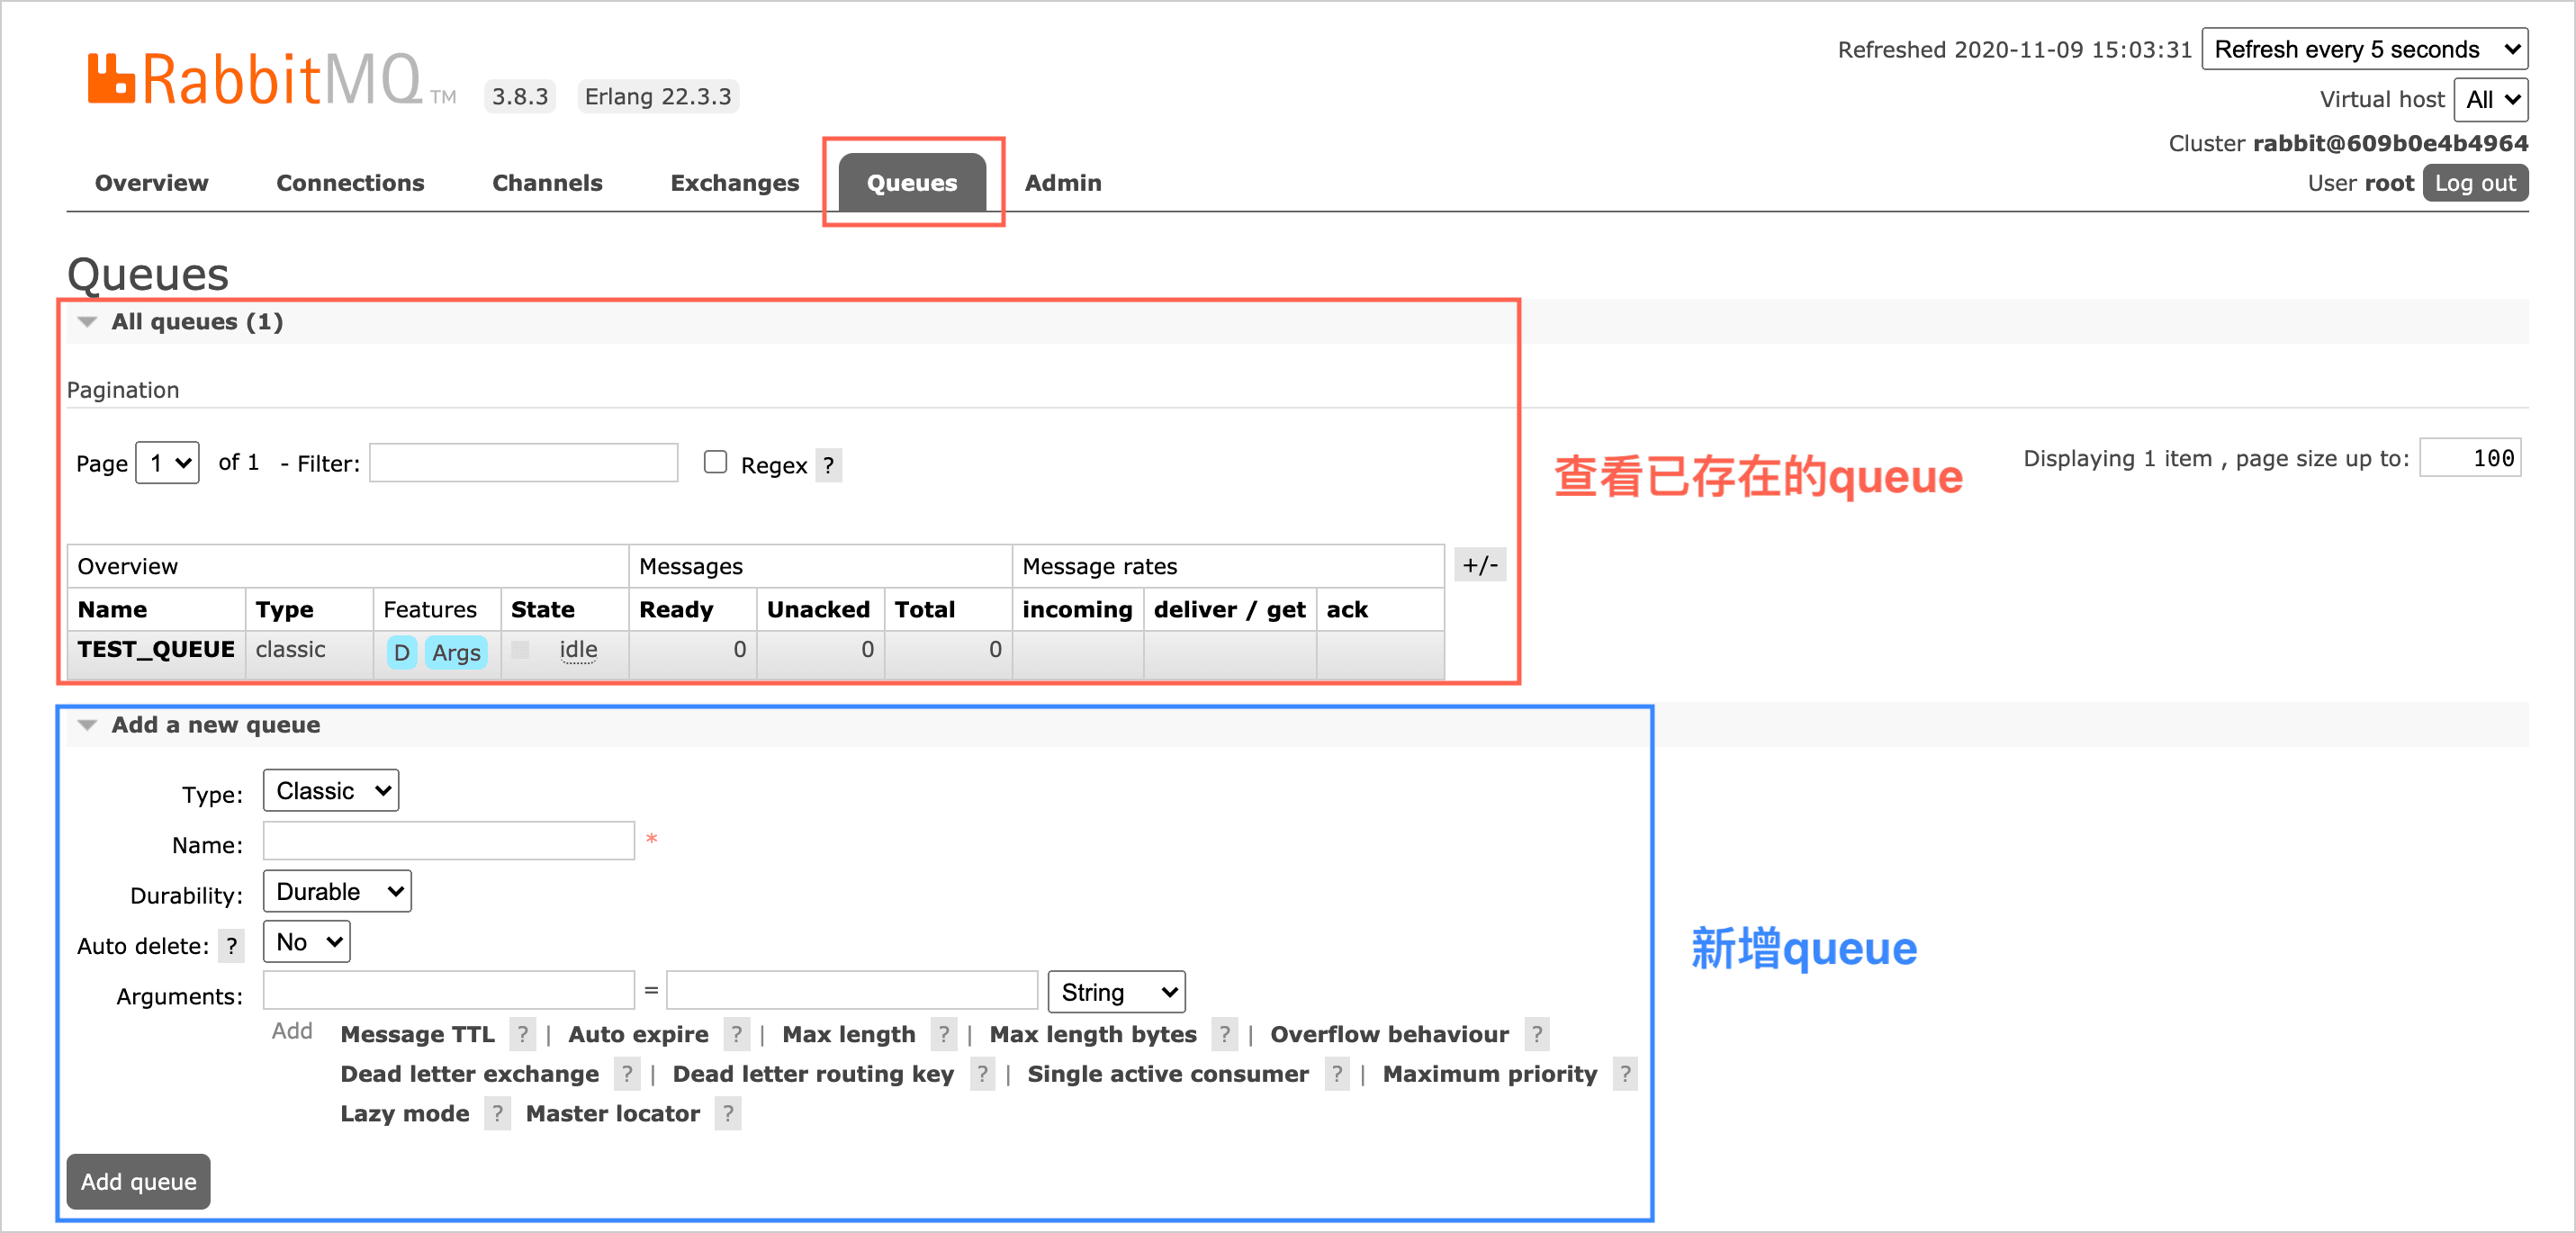 RabbitMQ TM 3.8.3 Erlang 22.3.3
Refreshed 2020-11-09 15:03:31 Refresh every 5 seconds
Virtual host All
Cluster rabbit@609b0e4b4964
User root Log out
Overview Connections Channels Exchanges Queues Admin
Queues
All queues (1)
Pagination
Page 1 of 1 - Filter: Regex ?
Displaying 1 item , page size up to: 100
查看已存在的queue
Overview Messages Message rates +/-
Name Type Features State Ready Unacked Total incoming deliver / get ack
TEST_QUEUE classic D Args idle 0 0 0
Add a new queue
Type: Classic
Name: *
Durability: Durable
Auto delete: ? No
新增queue
Arguments: = String
Add Message TTL ? | Auto expire ? | Max length ? | Max length bytes ? | Overflow behaviour ?
Dead letter exchange ? | Dead letter routing key ? | Single active consumer ? | Maximum priority ?
Lazy mode ? Master locator ?
Add queue